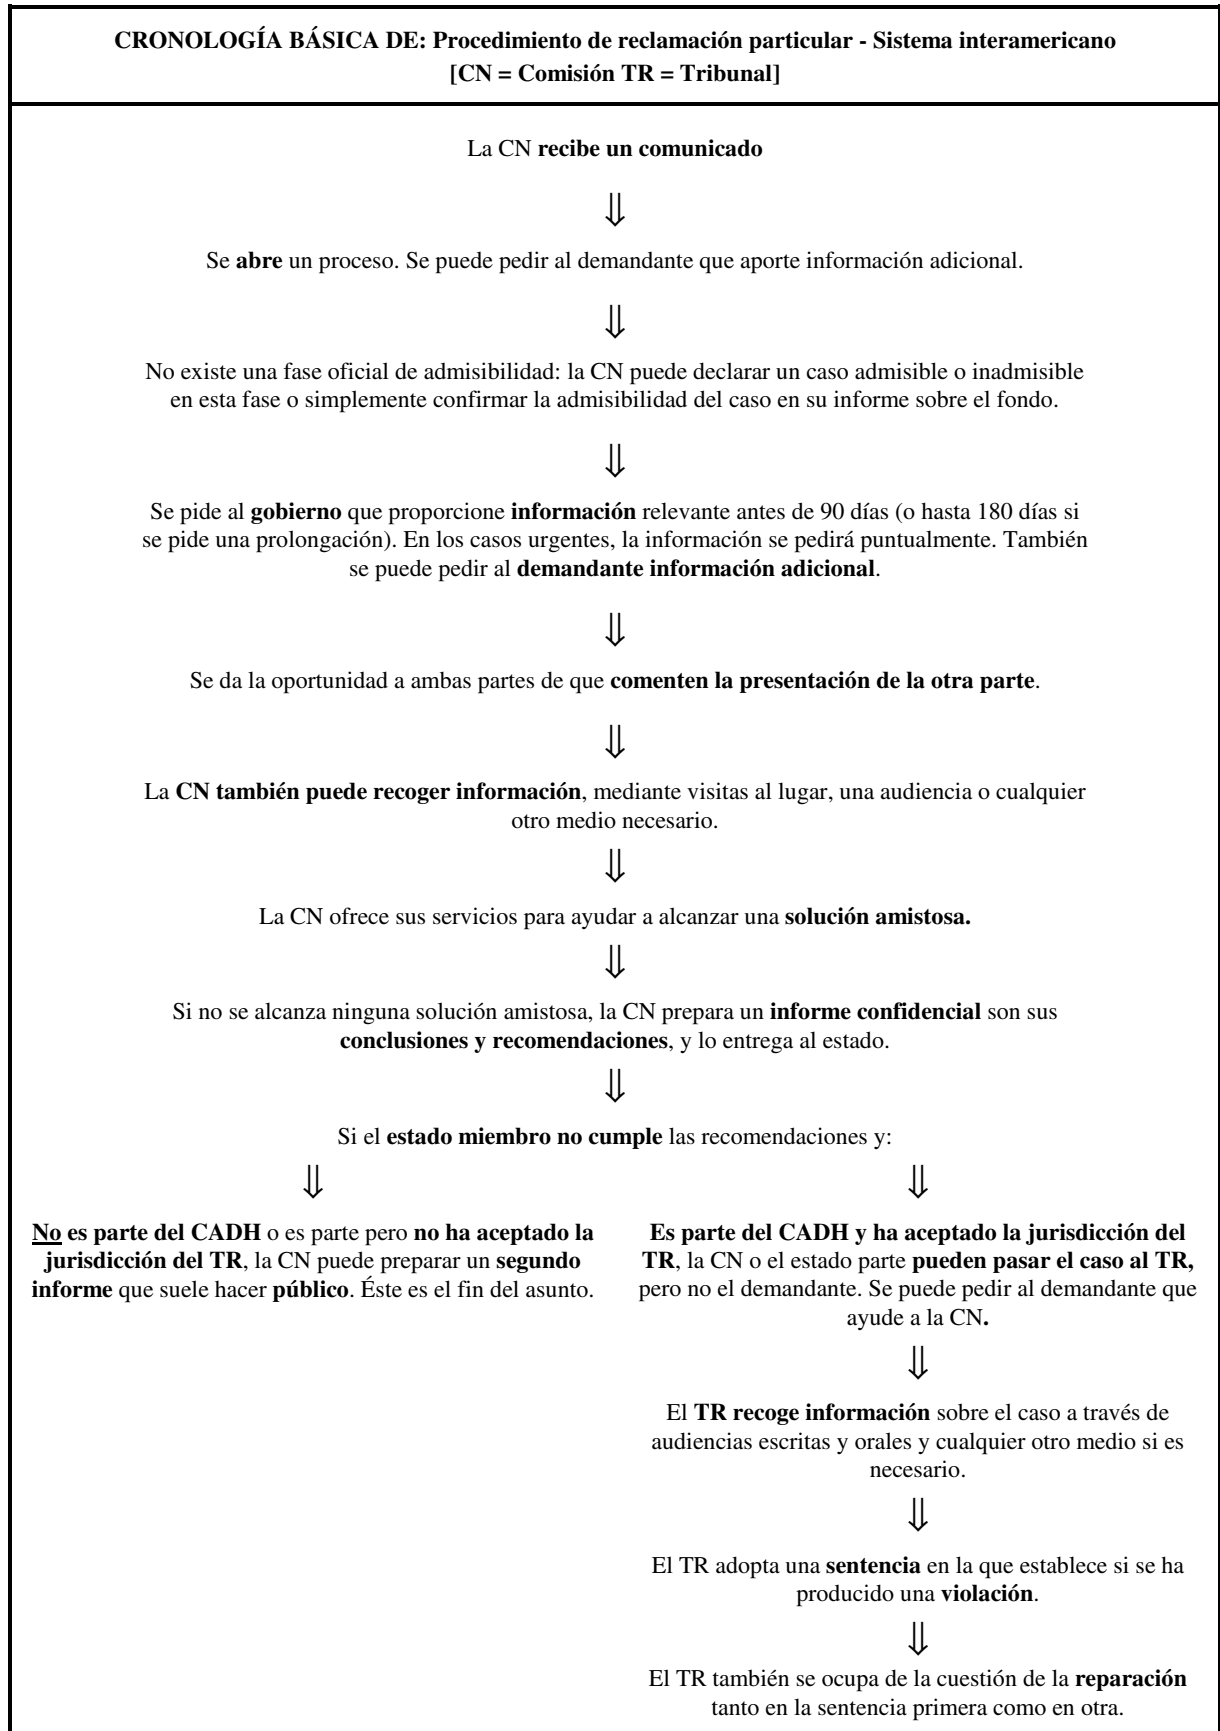 CRONOLOGÍA BÁSICA DE: Procedimiento de reclamación particular - Sistema interamericano
[CN = Comisión TR = Tribunal]
La CN recibe un comunicado
⇓
Se abre un proceso. Se puede pedir al demandante que aporte información adicional.
⇓
No existe una fase oficial de admisibilidad: la CN puede declarar un caso admisible o inadmisible
en esta fase o simplemente confirmar la admisibilidad del caso en su informe sobre el fondo.
⇓
Se pide al gobierno que proporcione información relevante antes de 90 días (o hasta 180 días si
se pide una prolongación). En los casos urgentes, la información se pedirá puntualmente. También
se puede pedir al demandante información adicional.
⇓
Se da la oportunidad a ambas partes de que comenten la presentación de la otra parte.
⇓
La CN también puede recoger información, mediante visitas al lugar, una audiencia o cualquier
otro medio necesario.
⇓
La CN ofrece sus servicios para ayudar a alcanzar una solución amistosa.
⇓
Si no se alcanza ninguna solución amistosa, la CN prepara un informe confidencial son sus
conclusiones y recomendaciones, y lo entrega al estado.
⇓
Si el estado miembro no cumple las recomendaciones y:
⇓
No es parte del CADH o es parte pero no ha aceptado la
jurisdicción del TR, la CN puede preparar un segundo
informe que suele hacer público. Éste es el fin del asunto.
⇓
Es parte del CADH y ha aceptado la jurisdicción del
TR, la CN o el estado parte pueden pasar el caso al TR,
pero no el demandante. Se puede pedir al demandante que
ayude a la CN.
⇓
El TR recoge información sobre el caso a través de
audiencias escritas y orales y cualquier otro medio si es
necesario.
⇓
El TR adopta una sentencia en la que establece si se ha
producido una violación.
⇓
El TR también se ocupa de la cuestión de la reparación
tanto en la sentencia primera como en otra.